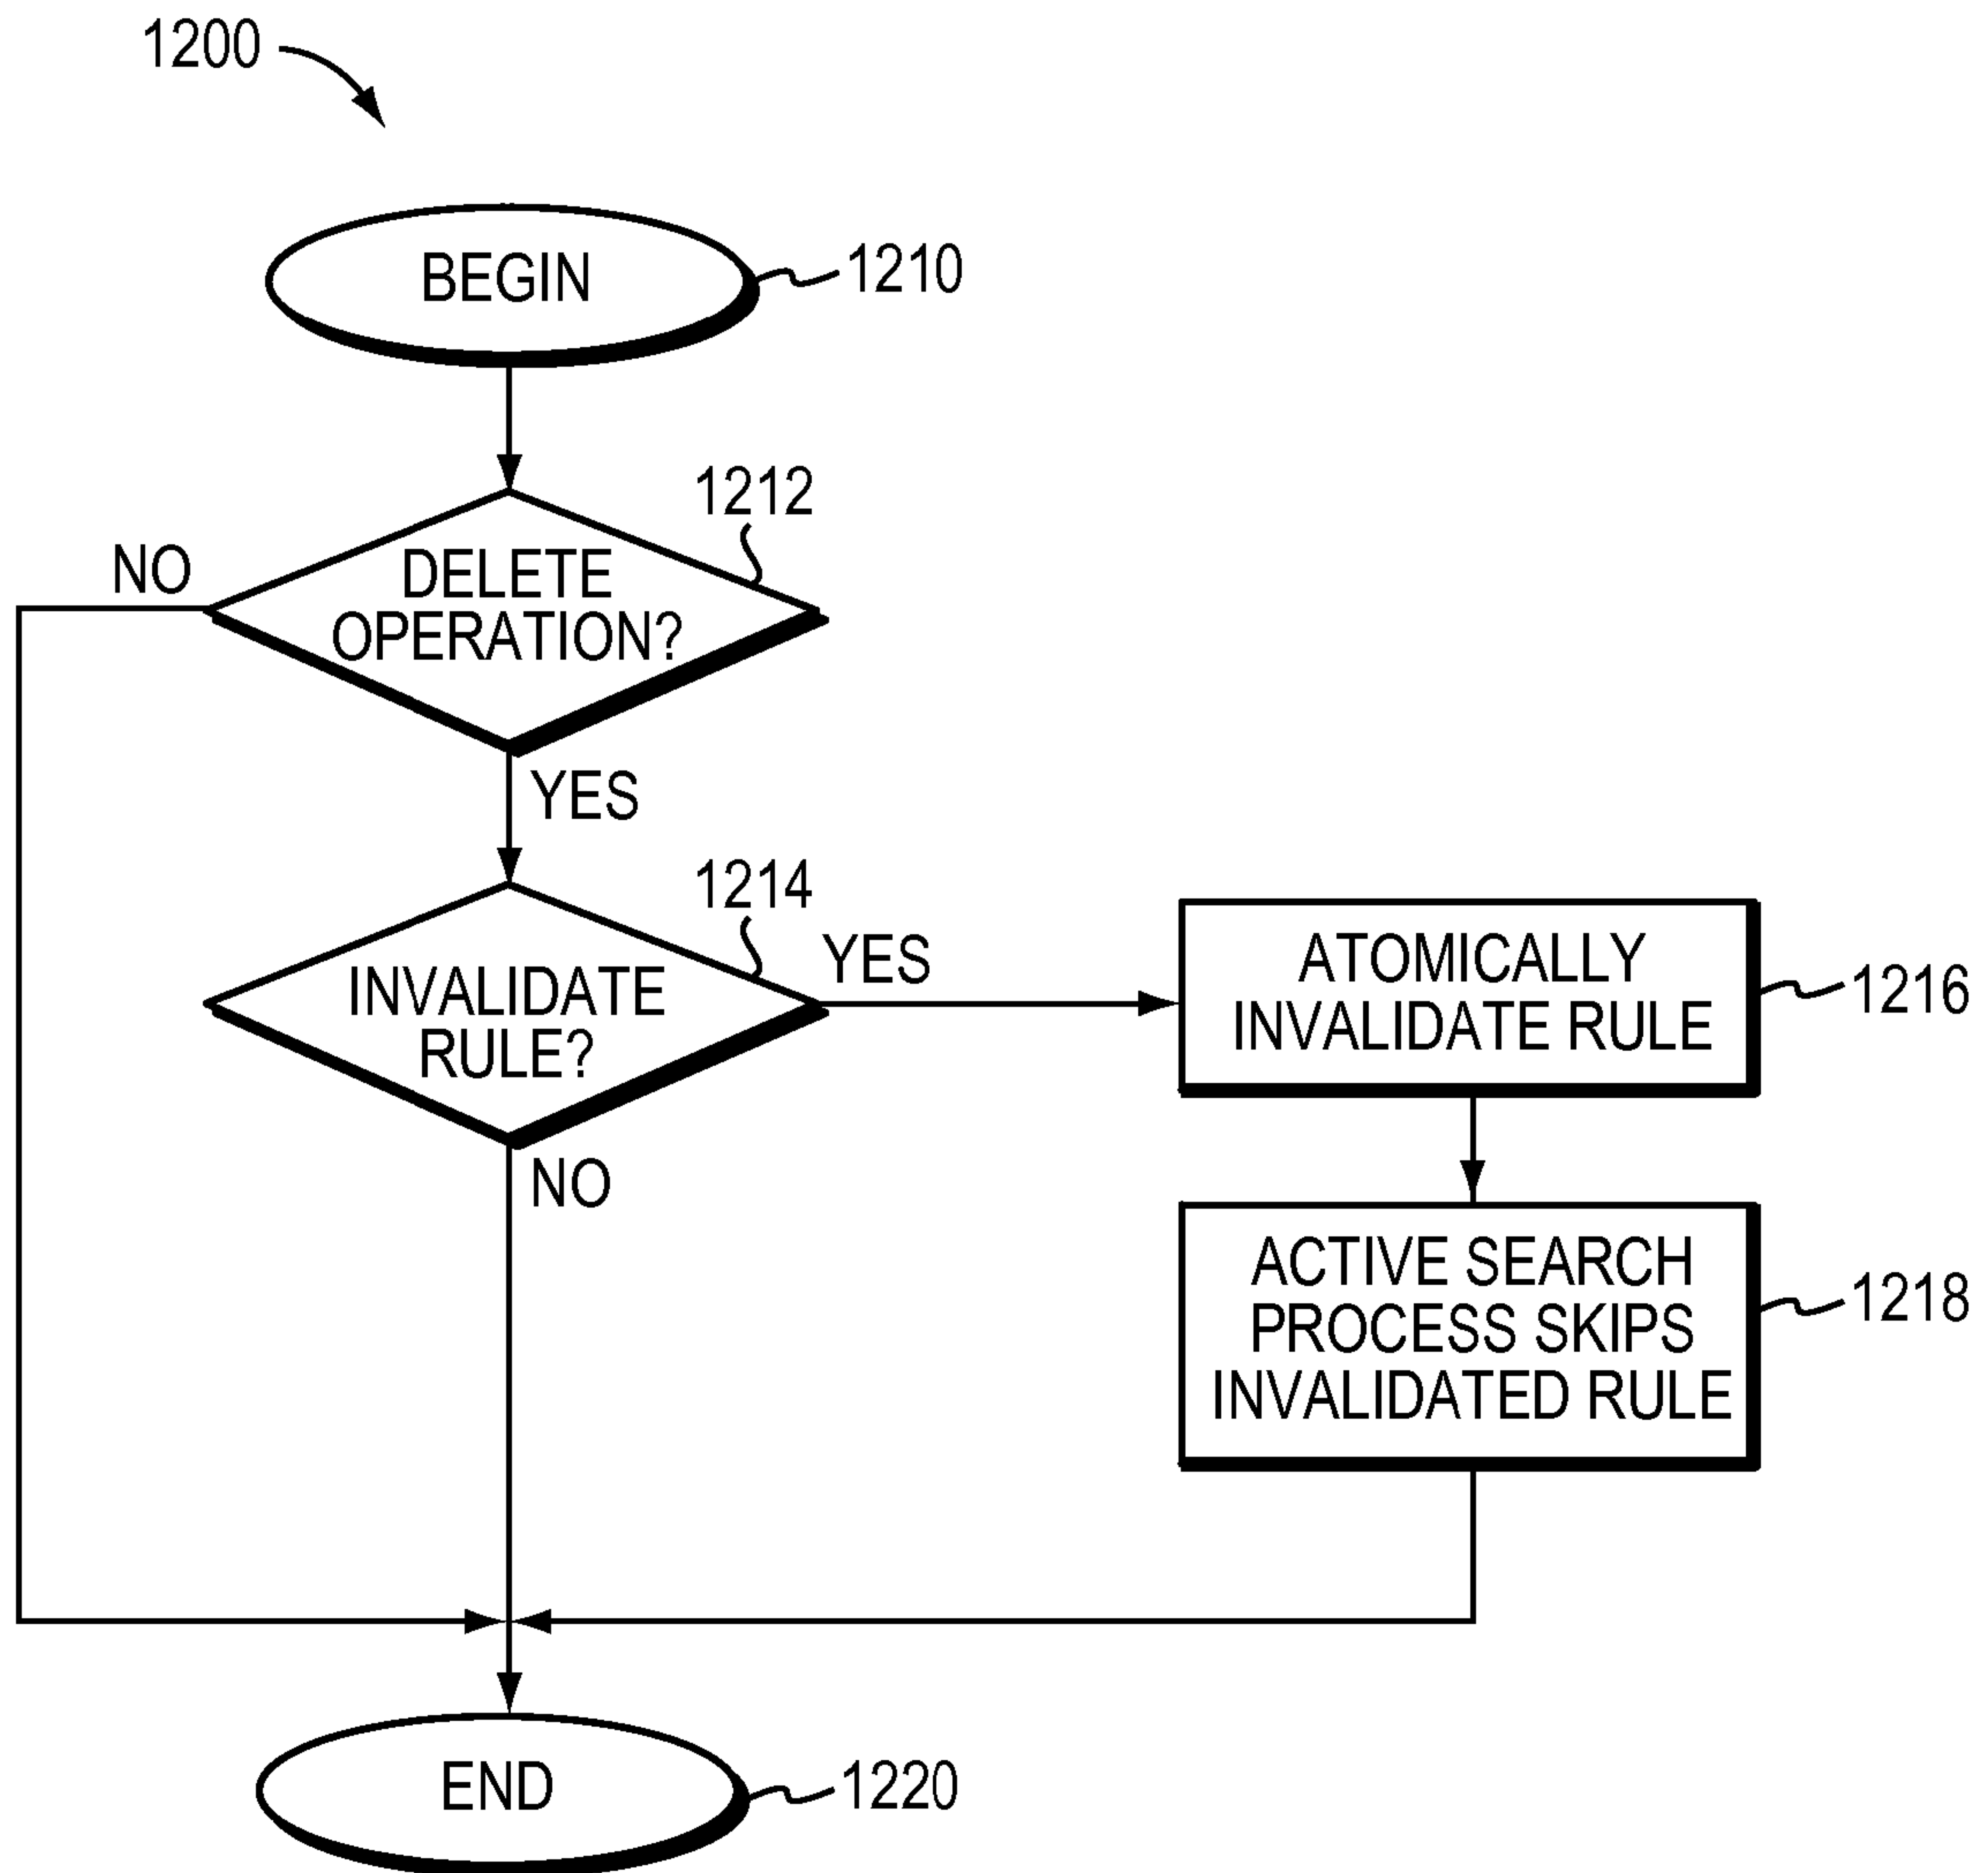 1200
BEGIN
1210
1212
NO
DELETE
OPERATION?
YES
1214
INVALIDATE
RULE?
YES
NO
ATOMICALLY
INVALIDATE RULE
1216
ACTIVE SEARCH
PROCESS SKIPS
INVALIDATED RULE
1218
END
1220